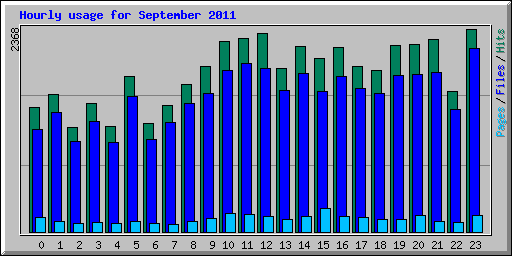 Hourly usage for September 2011
2368
Pages / Files / Hits
0 1 2 3 4 5 6 7 8 9 10 11 12 13 14 15 16 17 18 19 20 21 22 23